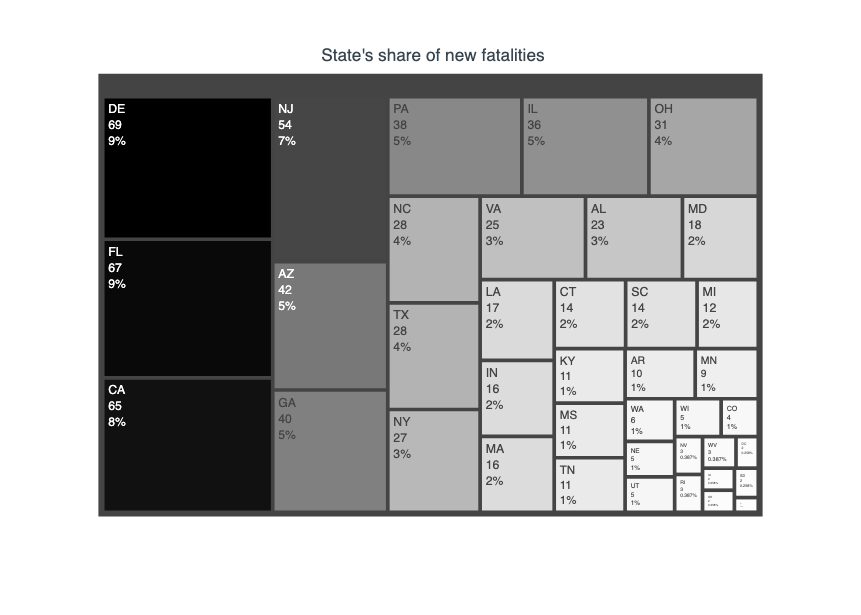 State's share of new fatalities
DE
69
9%
FL
67
9%
CA
65
8%
NJ
54
7%
AZ
42
5%
GA
40
5%
PA
38
5%
IL
36
5%
OH
31
4%
NC
28
4%
TX
28
4%
NY
27
3%
VA
25
3%
AL
23
3%
MD
18
2%
LA
17
2%
IN
16
2%
MA
16
2%
CT
14
2%
SC
14
2%
MI
12
2%
KY
11
1%
MS
11
1%
TN
11
1%
AR
10
1%
MN
9
1%
WA
6
1%
NE
5
1%
UT
5
1%
WI
5
1%
CO
4
1%
NV
3
0.387%
RI
3
0.387%
WV
3
0.387%